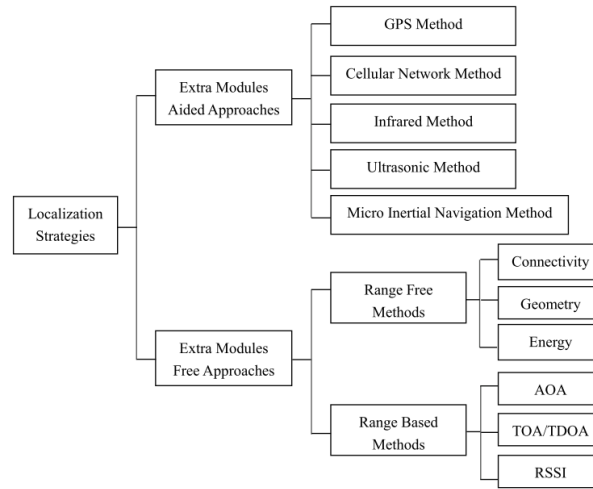 GPS Method
Cellular Network Method
Infrared Method
Ultrasonic Method
Micro Inertial Navigation Method
Extra Modules
Aided Approaches
Localization
Strategies
Extra Modules
Free Approaches
Range Free
Methods
Connectivity
Geometry
Energy
Range Based
Methods
AOA
TOA/TDOA
RSSI